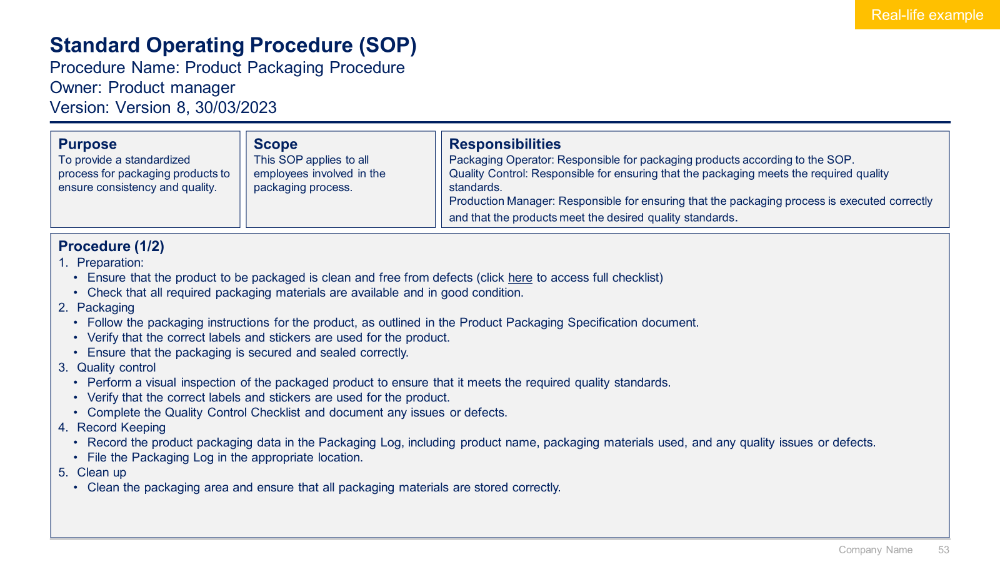 Real-life example
Standard Operating Procedure (SOP)
Procedure Name: Product Packaging Procedure
Owner: Product manager
Version: Version 8, 30/03/2023
Purpose
To provide a standardized
process for packaging products to
ensure consistency and quality.
Scope
This SOP applies to all
employees involved in the
packaging process.
Responsibilities
Packaging Operator: Responsible for packaging products according to the SOP.
Quality Control: Responsible for ensuring that the packaging meets the required quality
standards.
Production Manager: Responsible for ensuring that the packaging process is executed correctly
and that the products meet the desired quality standards.
Procedure (1/2)
1. Preparation:
• Ensure that the product to be packaged is clean and free from defects (click here to access full checklist)
• Check that all required packaging materials are available and in good condition.
2. Packaging
• Follow the packaging instructions for the product, as outlined in the Product Packaging Specification document.
• Verify that the correct labels and stickers are used for the product.
• Ensure that the packaging is secured and sealed correctly.
3. Quality control
• Perform a visual inspection of the packaged product to ensure that it meets the required quality standards.
• Verify that the correct labels and stickers are used for the product.
• Complete the Quality Control Checklist and document any issues or defects.
4. Record Keeping
• Record the product packaging data in the Packaging Log, including product name, packaging materials used, and any quality issues or defects.
• File the Packaging Log in the appropriate location.
5. Clean up
• Clean the packaging area and ensure that all packaging materials are stored correctly.
Company Name 53